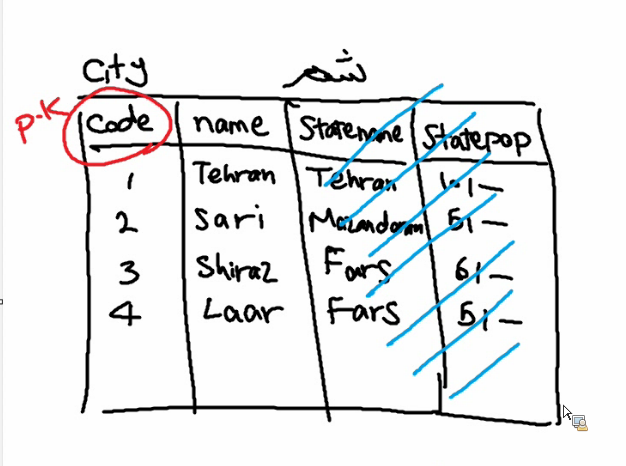 City شهر
P.K Code name Statename Statepop
1 Tehran Tehran
2 Sari Mazandaran 5,—
3 Shiraz Fars 6,—
4 Laar Fars 5,—